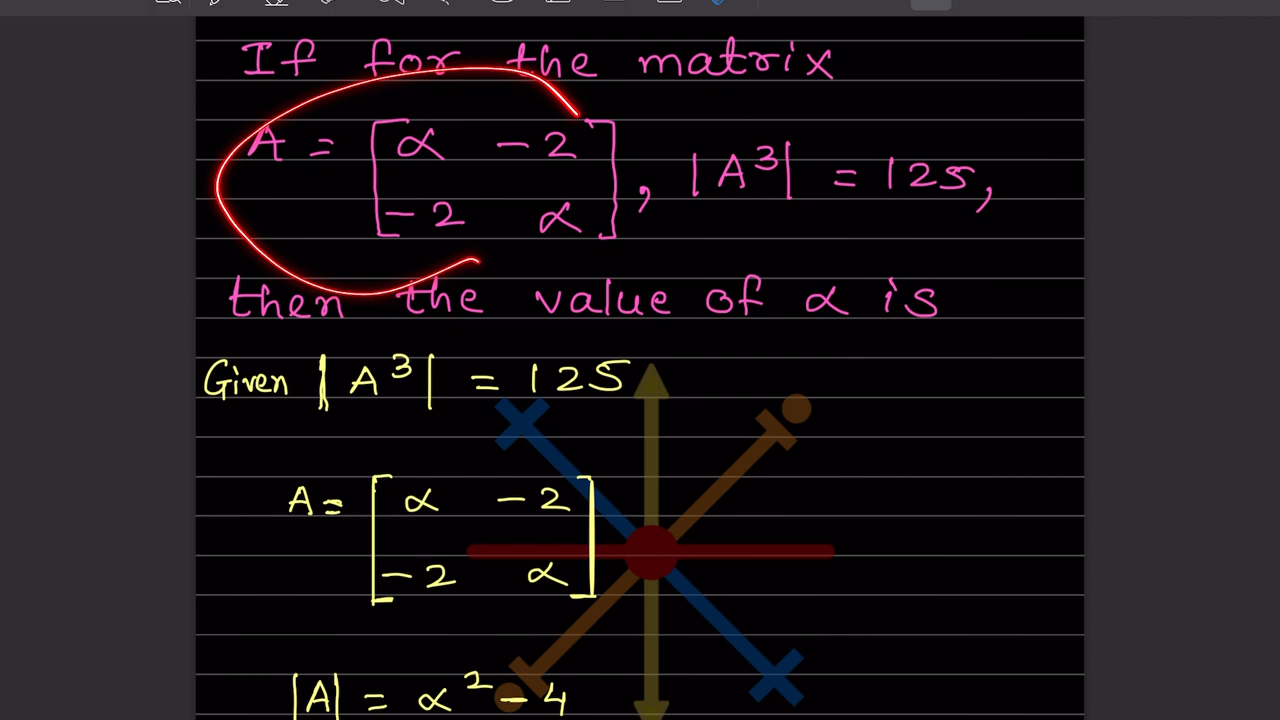 If for the matrix
A = [α -2
-2 α], |A³| = 125,
then the value of α is
Given |A³| = 125
A = [α -2
-2 α]
|A| = α² - 4